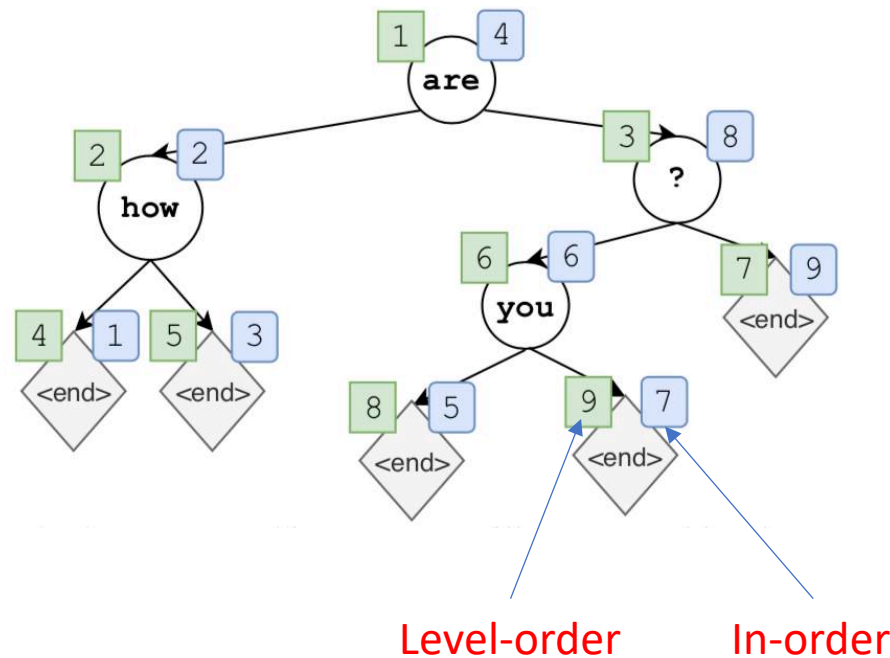 1 4
are
2 2
how
3 8
?
4 1
<end>
5 3
<end>
6 6
you
7 9
<end>
8 5
<end>
9 7
<end>
Level-order In-order